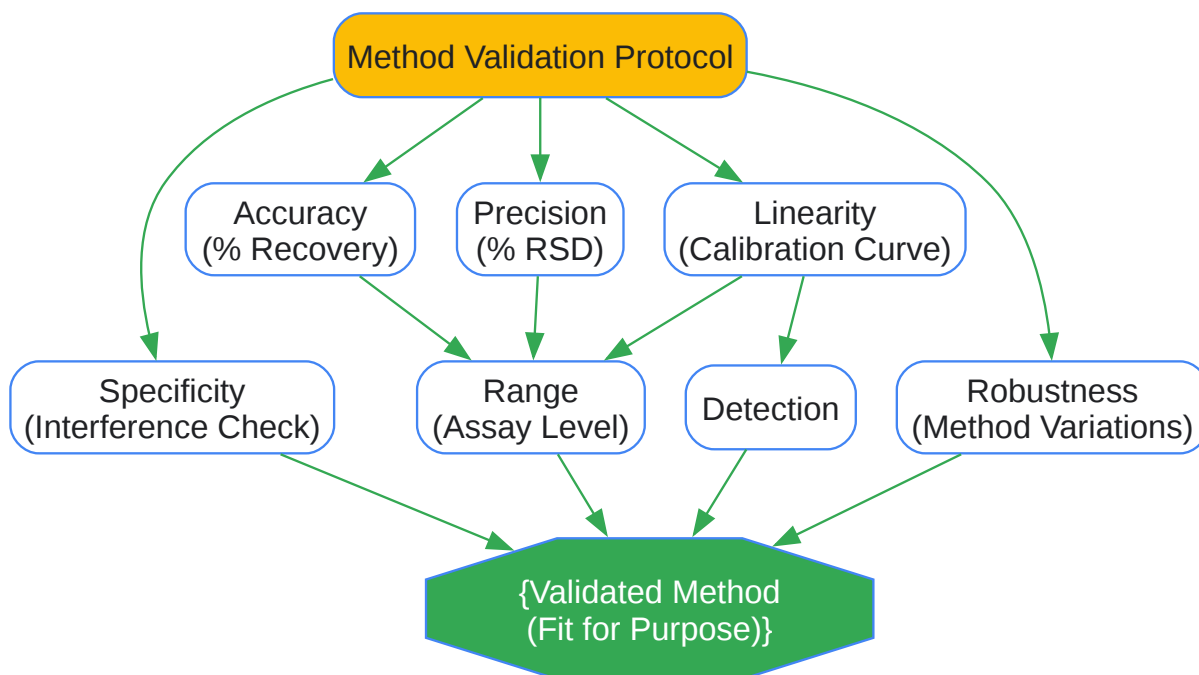 Method Validation Protocol
Accuracy
(% Recovery)
Precision
(% RSD)
Linearity
(Calibration Curve)
Specificity
(Interference Check)
Range
(Assay Level)
Detection
Robustness
(Method Variations)
{Validated Method
(Fit for Purpose)}